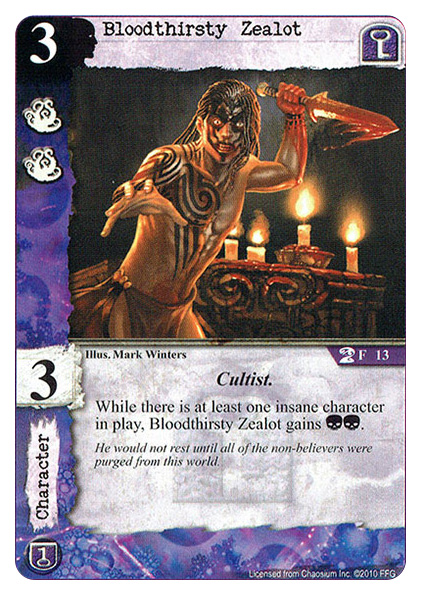 3
Bloodthirsty Zealot
Illus. Mark Winters
F 13
3
Cultist.
While there is at least one insane character
in play, Bloodthirsty Zealot gains
.
He would not rest until all of the non-believers were
purged from this world.
Character
1
Licensed from Chaosium Inc. ©2010 FFG